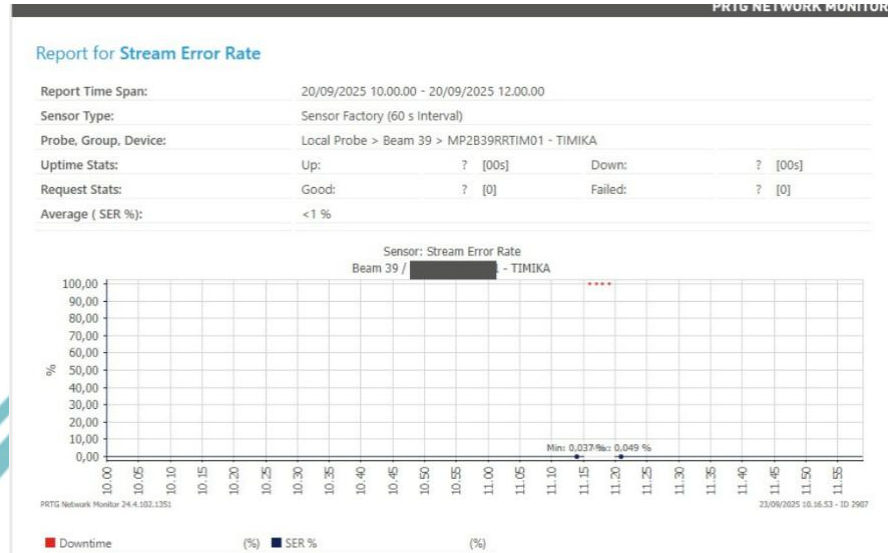 PRTG NETWORK MONITOR
Report for Stream Error Rate
Report Time Span: 20/09/2025 10.00.00 - 20/09/2025 12.00.00
Sensor Type: Sensor Factory (60 s Interval)
Probe, Group, Device: Local Probe > Beam 39 > MP2B39RRTIM01 - TIMIKA
Uptime Stats: Up: ? [00s] Down: ? [00s]
Request Stats: Good: ? [0] Failed: ? [0]
Average ( SER %): <1 %
Sensor: Stream Error Rate
Beam 39 / - TIMIKA
100,00
90,00
80,00
70,00
60,00
50,00
40,00
30,00
20,00
10,00
0,00
%
Min: 0,037 % 0,049 %
10.00 10.05 10.10 10.15 10.20 10.25 10.30 10.35 10.40 10.45 10.50 10.55 11.00 11.05 11.10 11.15 11.20 11.25 11.30 11.35 11.40 11.45 11.50 11.55
PRTG Network Monitor 24.4.102.1351 23/09/2025 10.16.53 - ID 2907
Downtime (%) SER % (%)